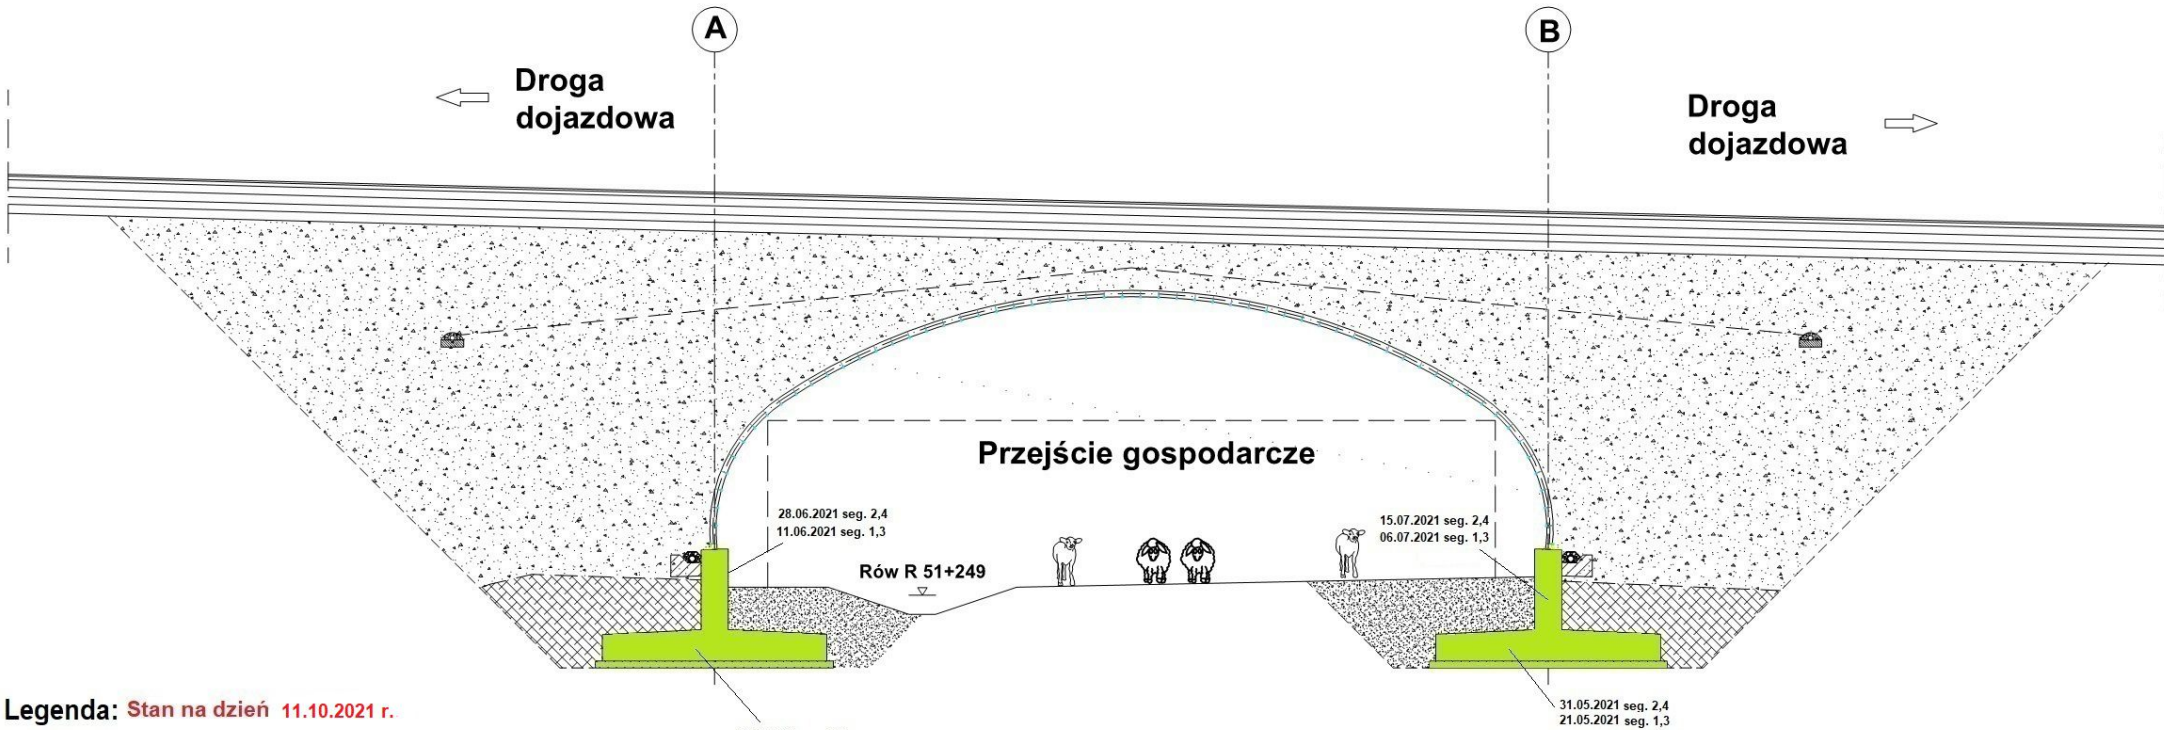 A
B
Droga
dojazdowa
Droga
dojazdowa
Przejście gospodarcze
28.06.2021 seg. 2,4
11.06.2021 seg. 1,3
15.07.2021 seg. 2,4
06.07.2021 seg. 1,3
Rów R 51+249
31.05.2021 seg. 2,4
21.05.2021 seg. 1,3
Legenda: Stan na dzień 11.10.2021 r.